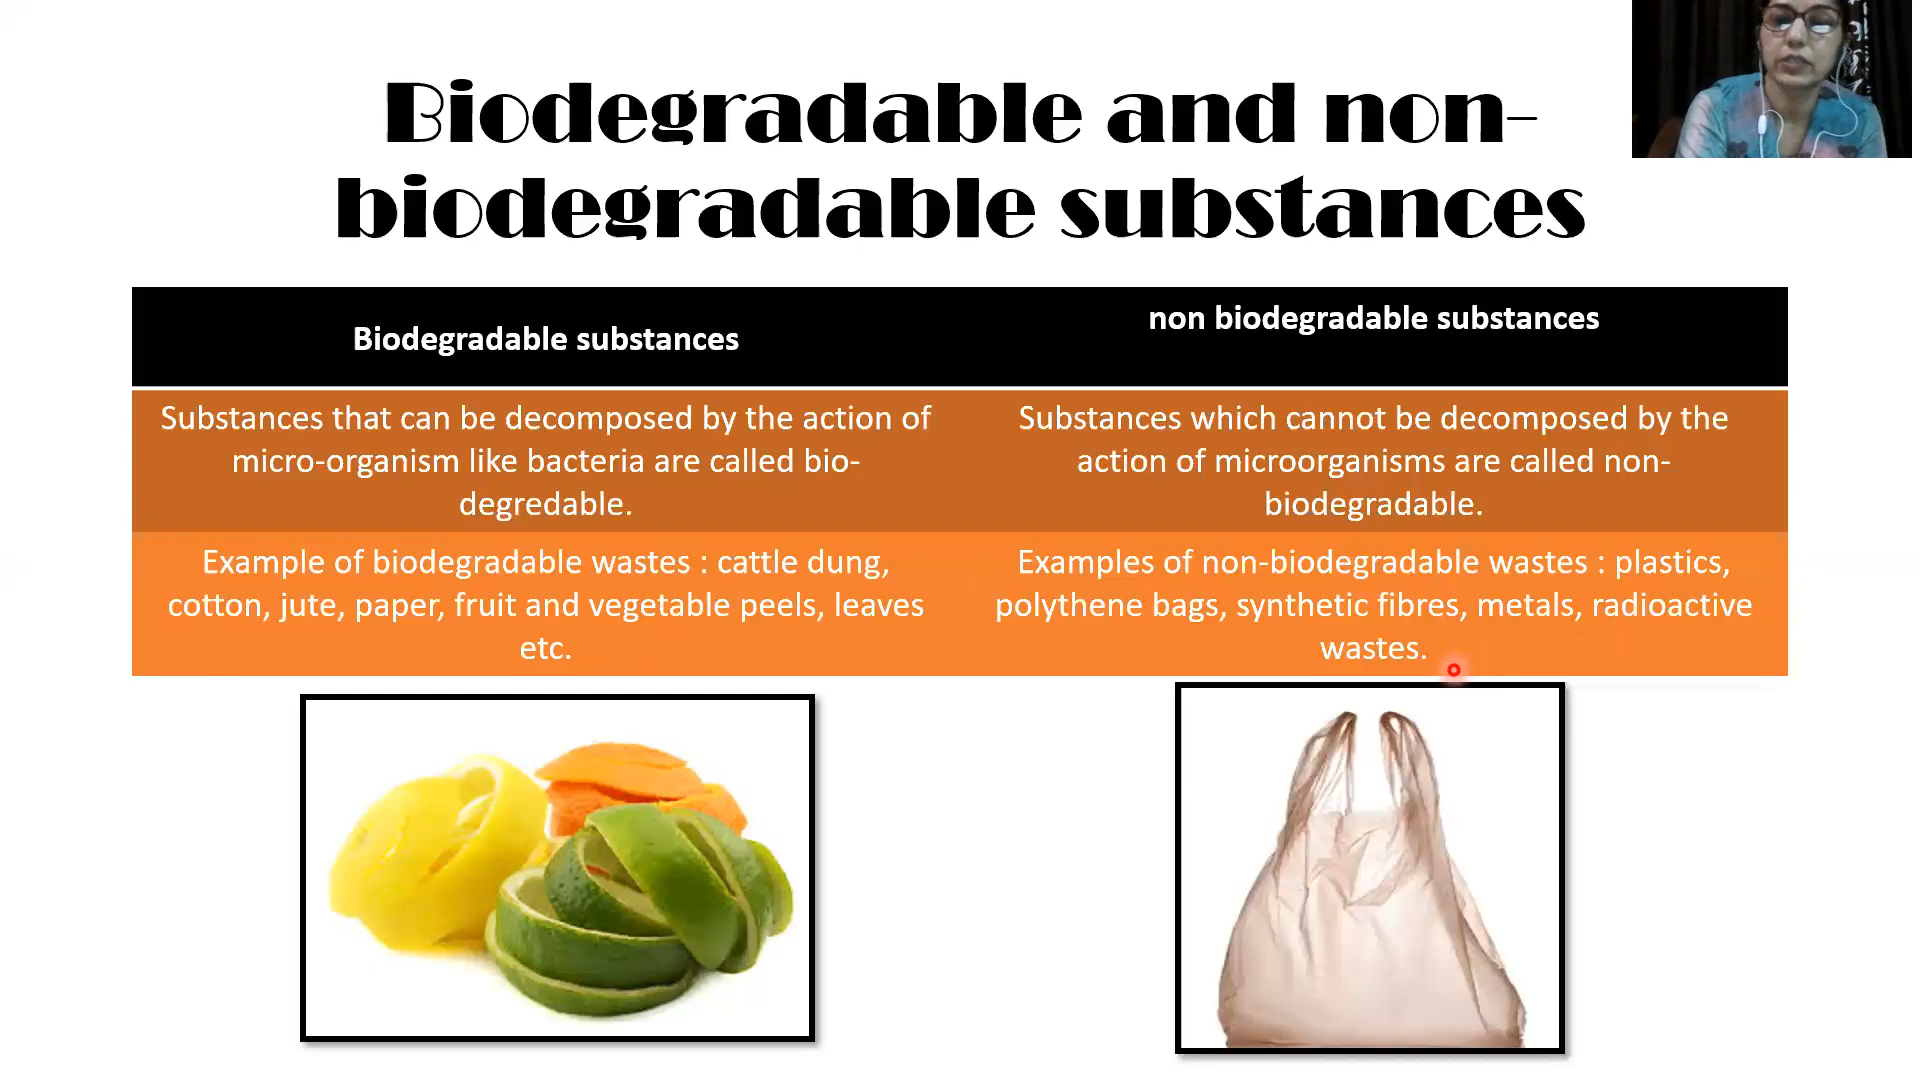 Biodegradable and non-
biodegradable substances
Biodegradable substances
non biodegradable substances
Substances that can be decomposed by the action of
micro-organism like bacteria are called bio-
degredable.
Substances which cannot be decomposed by the
action of microorganisms are called non-
biodegradable.
Example of biodegradable wastes : cattle dung,
cotton, jute, paper, fruit and vegetable peels, leaves
etc.
Examples of non-biodegradable wastes : plastics,
polythene bags, synthetic fibres, metals, radioactive
wastes.